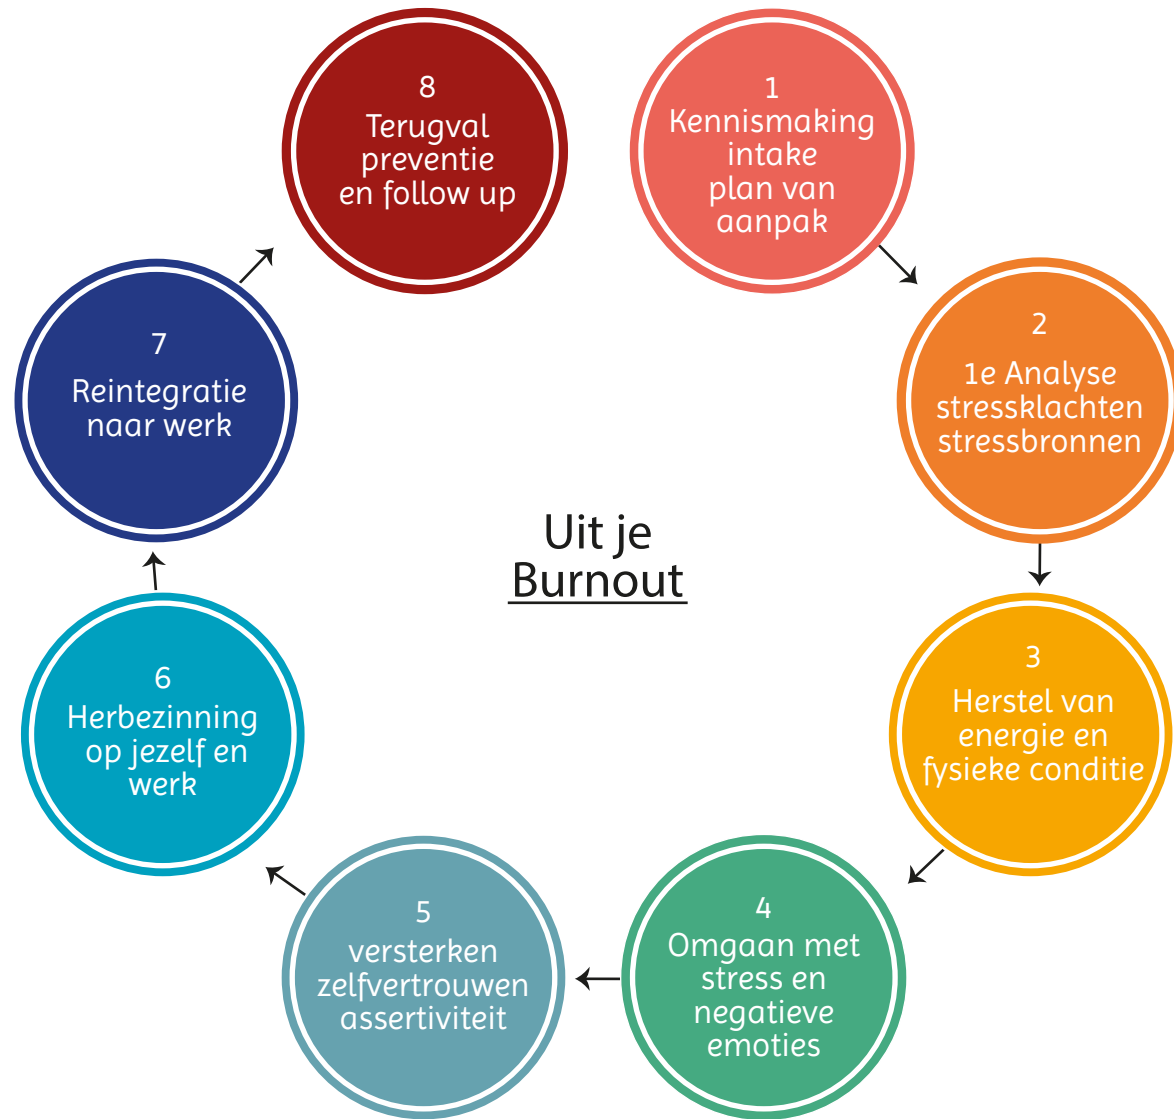 Uit je
Burnout
1
Kennismaking
intake
plan van
aanpak
2
1e Analyse
stressklachten
stressbronnen
3
Herstel van
energie en
fysieke conditie
4
Omgaan met
stress en
negatieve
emoties
5
versterken
zelfvertrouwen
assertiviteit
6
Herbezinning
op jezelf en
werk
7
Reintegratie
naar werk
8
Terugval
preventie
en follow up